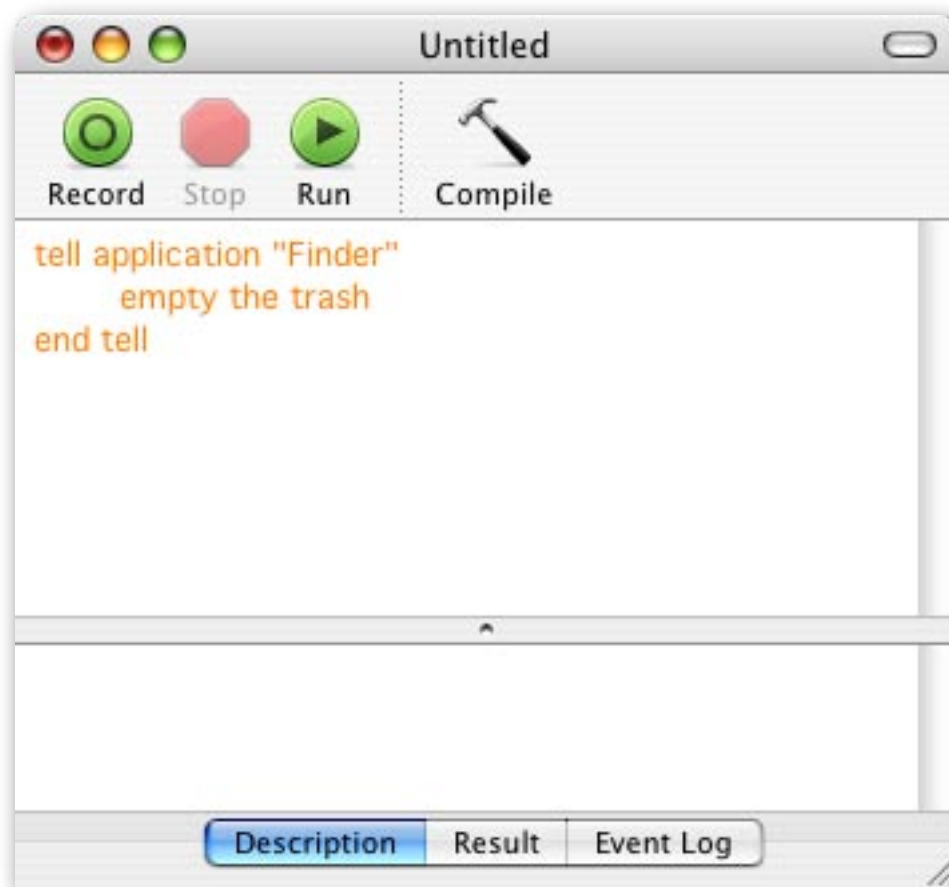 Untitled
Record Stop Run Compile
tell application "Finder"
empty the trash
end tell
Description Result Event Log